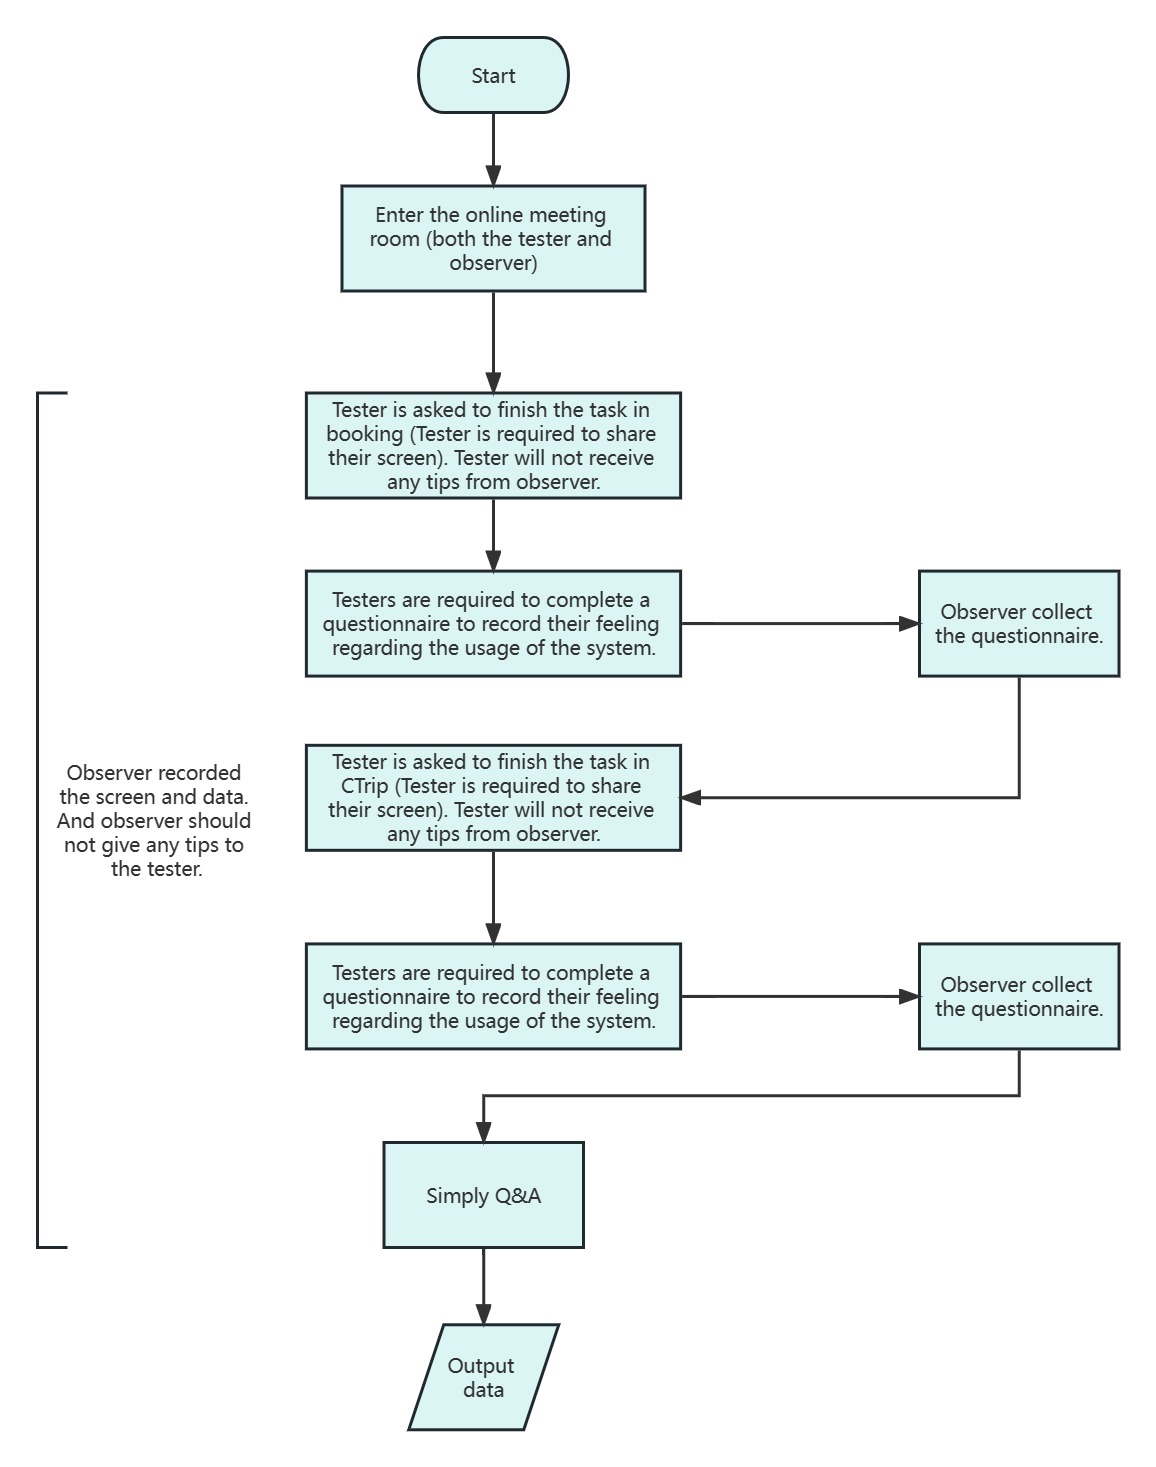 Start
Enter the online meeting
room (both the tester and
observer)
Tester is asked to finish the task in
booking (Tester is required to share
their screen). Tester will not receive
any tips from observer.
Testers are required to complete a
questionnaire to record their feeling
regarding the usage of the system.
Observer collect
the questionnaire.
Observer recorded
the screen and data.
And observer should
not give any tips to
the tester.
Tester is asked to finish the task in
CTrip (Tester is required to share
their screen). Tester will not receive
any tips from observer.
Testers are required to complete a
questionnaire to record their feeling
regarding the usage of the system.
Observer collect
the questionnaire.
Simply Q&A
Output
data